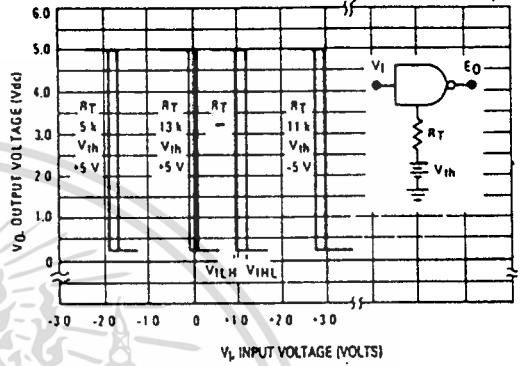 6.0
5.0
4.0
3.0
2.0
1.0
0
VO, OUTPUT VOLTAGE (Vdc)
RT
5 k
Vth
+5 V
RT
13 k
Vth
+5 V
RT
–
RT
11 k
Vth
-5 V
VILH
VIHL
VI
EO
RT
Vth
-3 0 -2 0 -1 0 0 +1 0 +2 0 +3 0
VI, INPUT VOLTAGE (VOLTS)